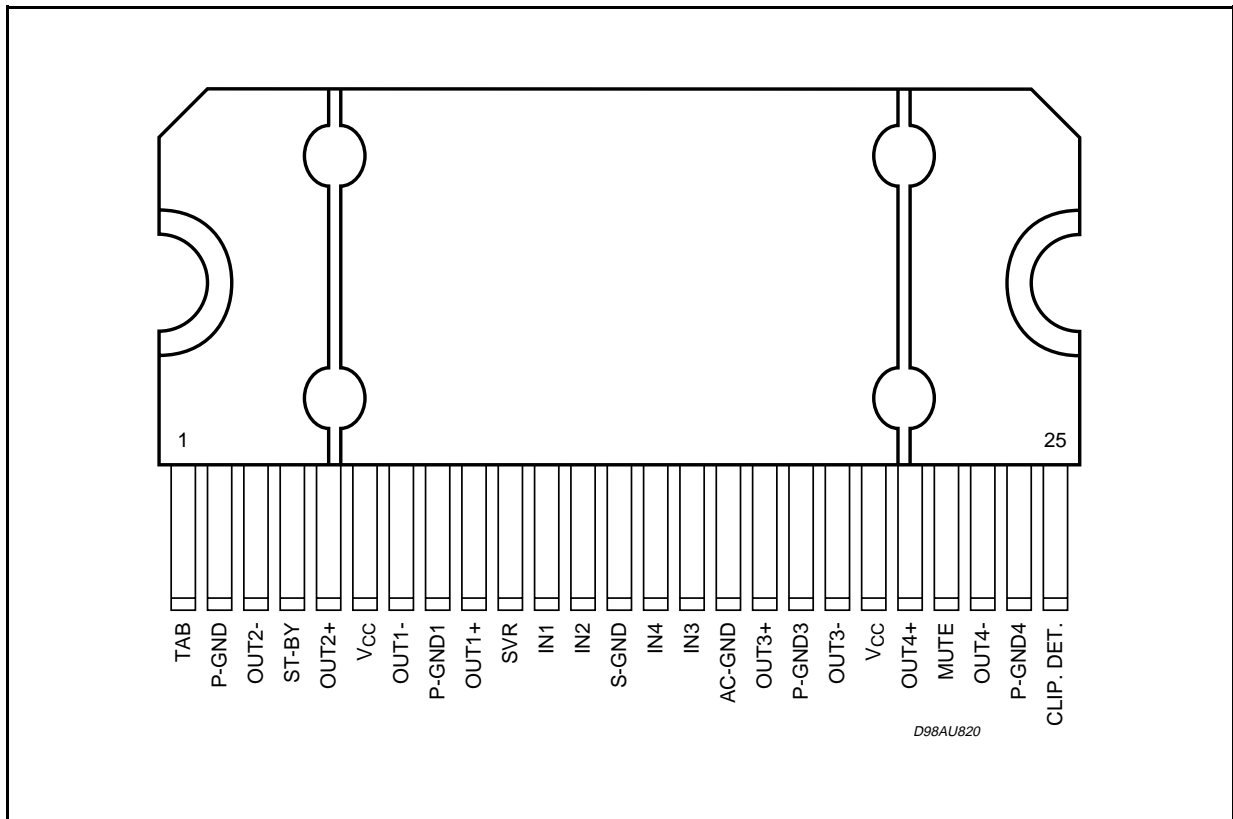 1
25
TAB
P-GND
OUT2-
ST-BY
OUT2+
Vcc
OUT1-
P-GND1
OUT1+
SVR
IN1
IN2
S-GND
IN4
IN3
AC-GND
OUT3+
P-GND3
OUT3-
Vcc
OUT4+
MUTE
OUT4-
P-GND4
CLIP. DET.
D98AU820